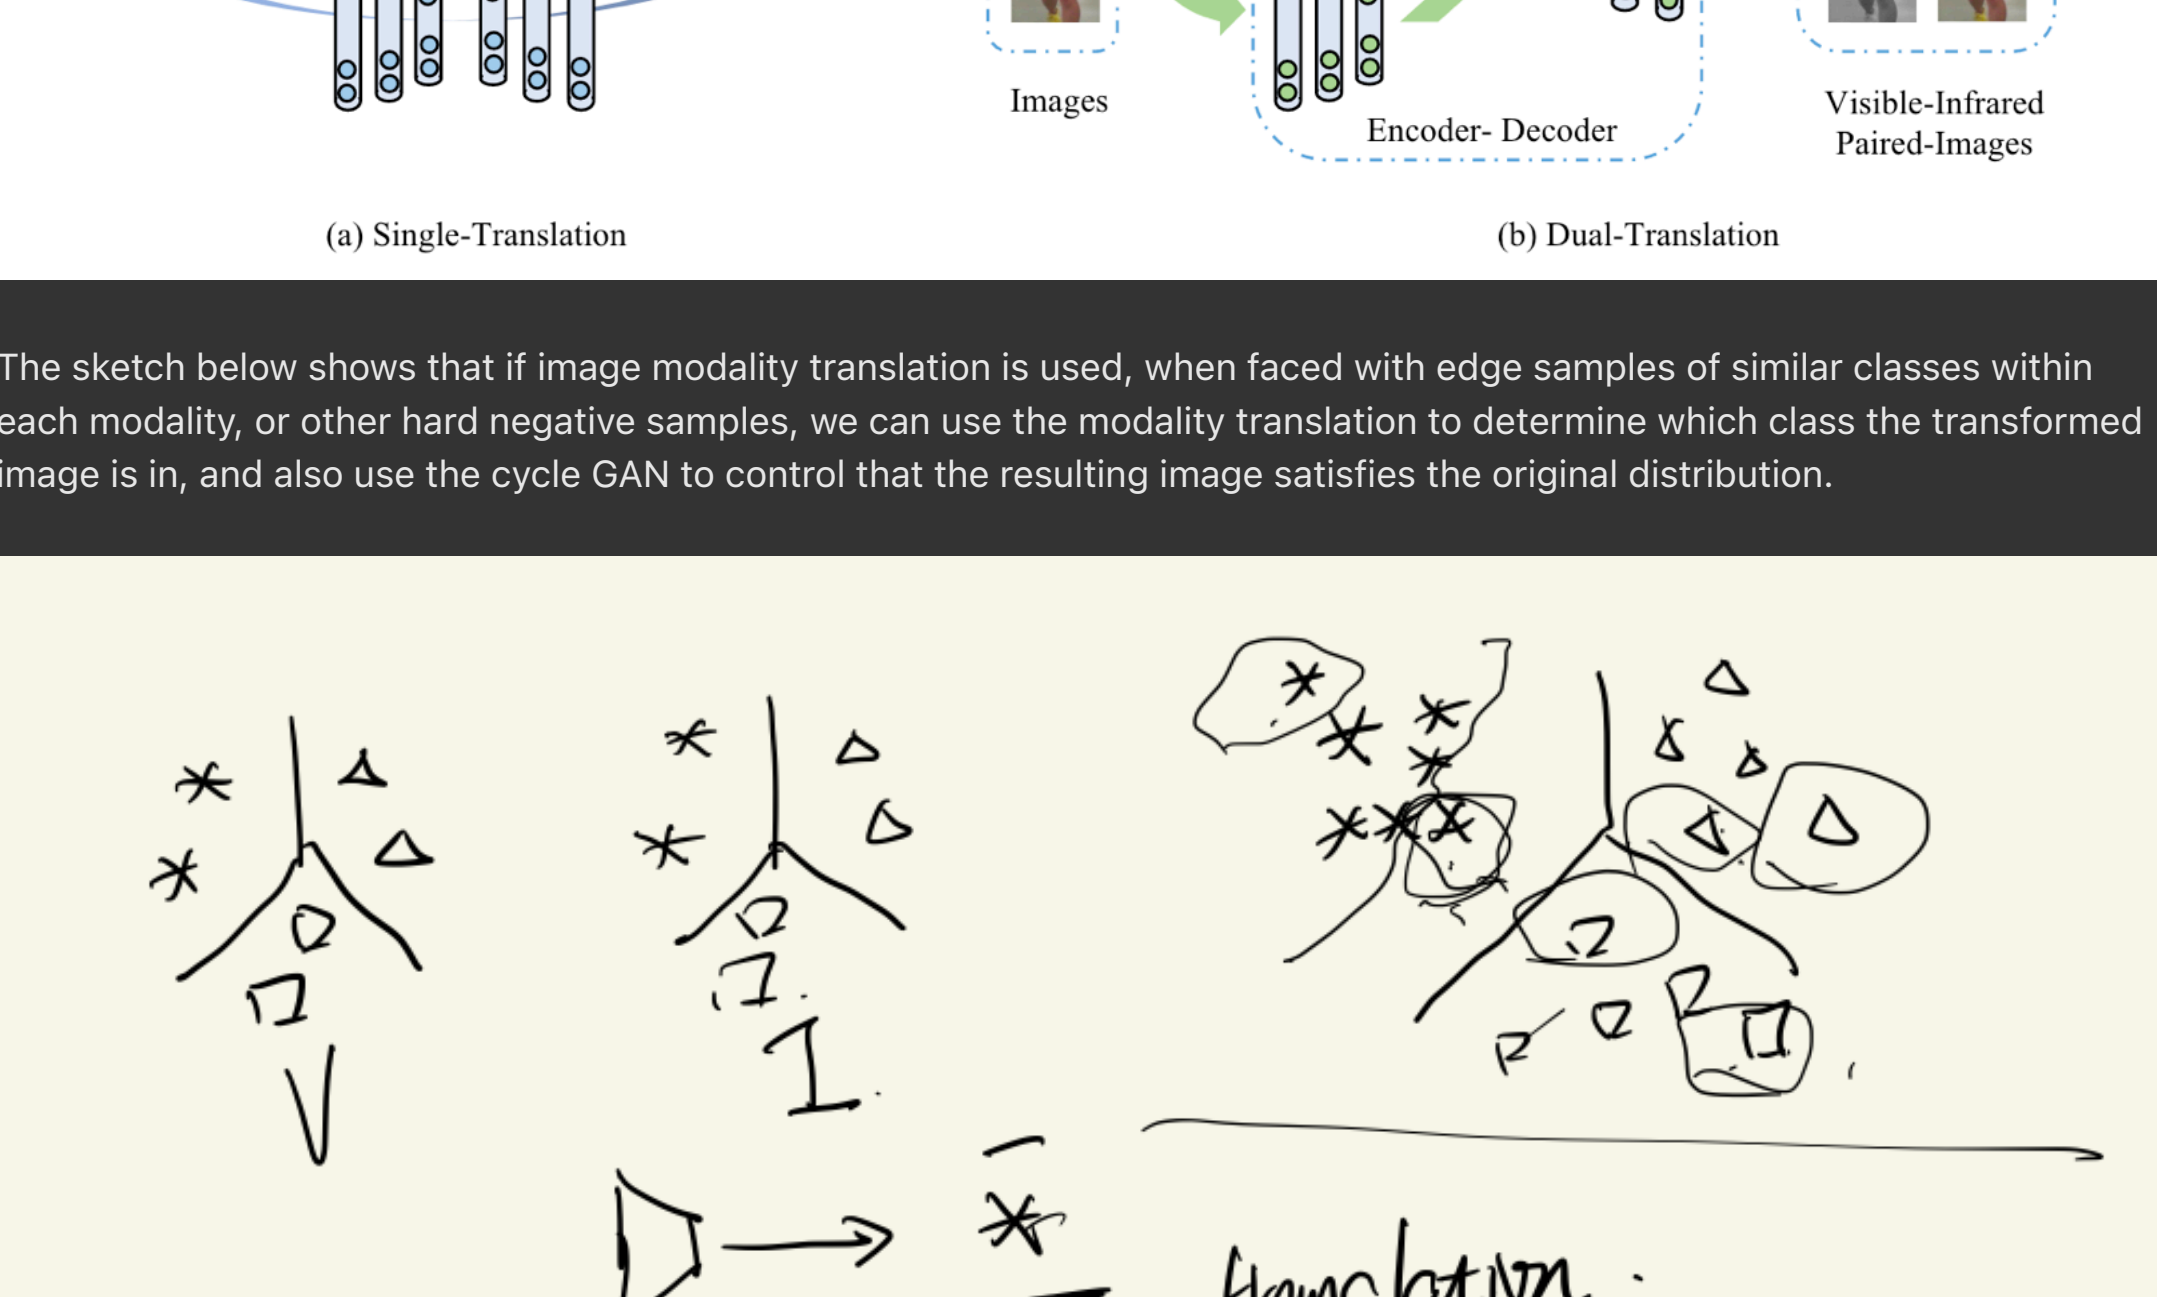 Images
Encoder- Decoder
Visible-Infrared
Paired-Images
(a) Single-Translation
(b) Dual-Translation
The sketch below shows that if image modality translation is used, when faced with edge samples of similar classes within
each modality, or other hard negative samples, we can use the modality translation to determine which class the transformed
image is in, and also use the cycle GAN to control that the resulting image satisfies the original distribution.
V
I.